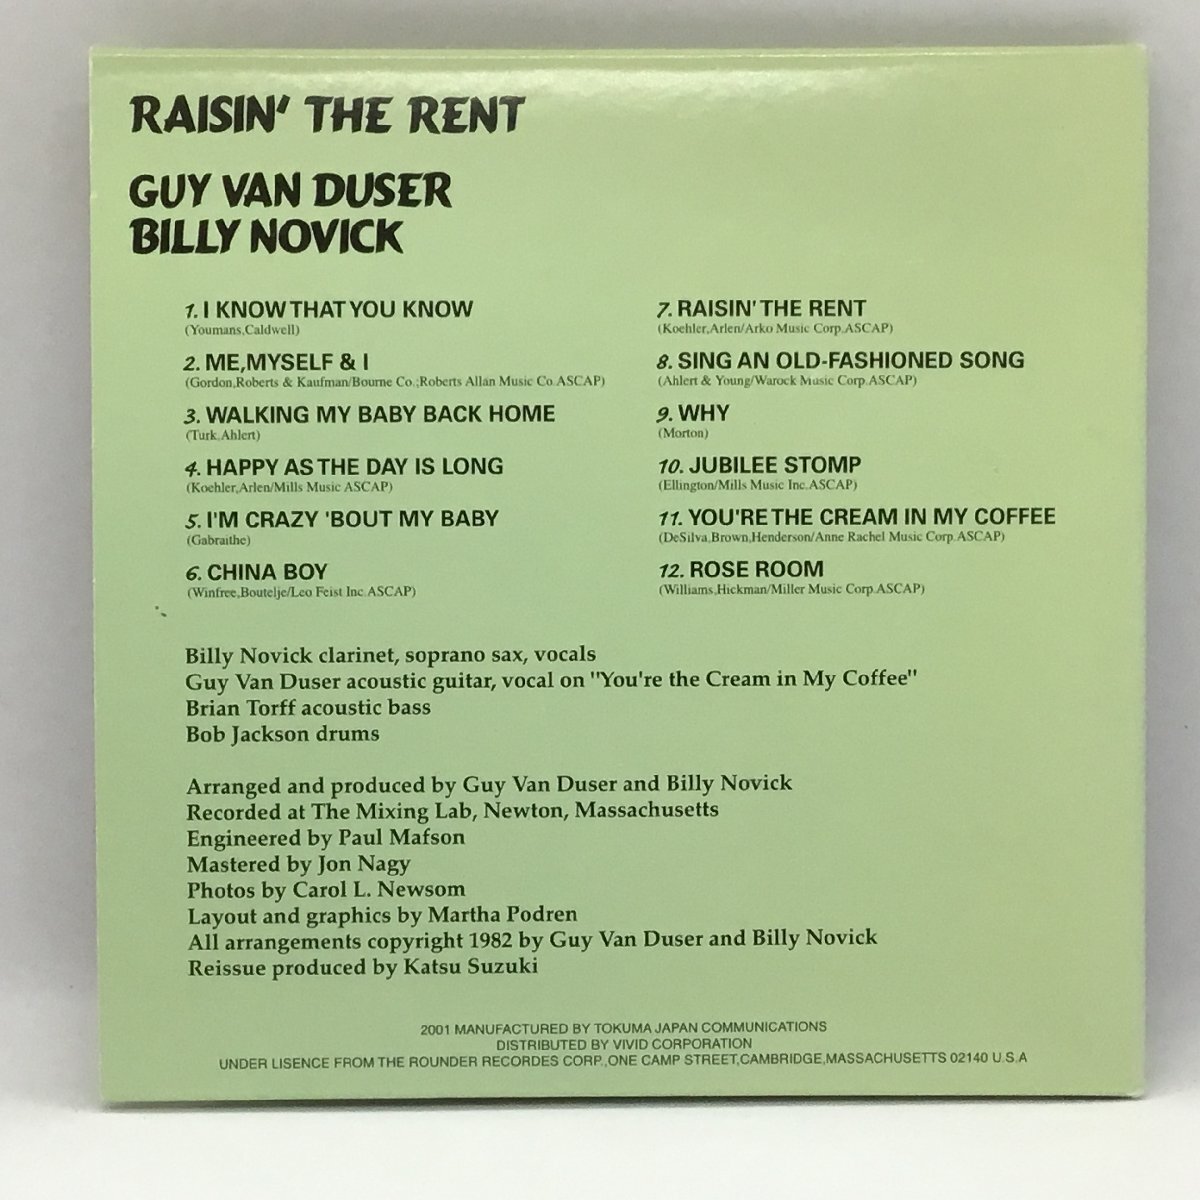 RAISIN' THE RENT
GUY VAN DUSER
BILLY NOVICK
1. I KNOW THAT YOU KNOW
(Youmans,Caldwell)
2. ME,MYSELF & I
(Gordon,Roberts & Kaufman/Bourne Co.;Roberts Allan Music Co.ASCAP)
3. WALKING MY BABY BACK HOME
(Turk,Ahlert)
4. HAPPY AS THE DAY IS LONG
(Koehler,Arlen/Mills Music ASCAP)
5. I'M CRAZY 'BOUT MY BABY
(Gabraithe)
6. CHINA BOY
(Winfree,Boutelje/Leo Feist Inc.ASCAP)
7. RAISIN' THE RENT
(Koehler,Arlen/Arko Music Corp.ASCAP)
8. SING AN OLD-FASHIONED SONG
(Ahlert & Young/Warock Music Corp.ASCAP)
9. WHY
(Morton)
10. JUBILEE STOMP
(Ellington/Mills Music Inc.ASCAP)
11. YOU'RE THE CREAM IN MY COFFEE
(DeSilva,Brown,Henderson/Anne Rachel Music Corp.ASCAP)
12. ROSE ROOM
(Williams,Hickman/Miller Music Corp.ASCAP)
Billy Novick clarinet, soprano sax, vocals
Guy Van Duser acoustic guitar, vocal on "You're the Cream in My Coffee"
Brian Torff acoustic bass
Bob Jackson drums
Arranged and produced by Guy Van Duser and Billy Novick
Recorded at The Mixing Lab, Newton, Massachusetts
Engineered by Paul Mafson
Mastered by Jon Nagy
Photos by Carol L. Newsom
Layout and graphics by Martha Podren
All arrangements copyright 1982 by Guy Van Duser and Billy Novick
Reissue produced by Katsu Suzuki
2001 MANUFACTURED BY TOKUMA JAPAN COMMUNICATIONS
DISTRIBUTED BY VIVID CORPORATION
UNDER LISENCE FROM THE ROUNDER RECORDES CORP.,ONE CAMP STREET,CAMBRIDGE,MASSACHUSETTS 02140 U.S.A